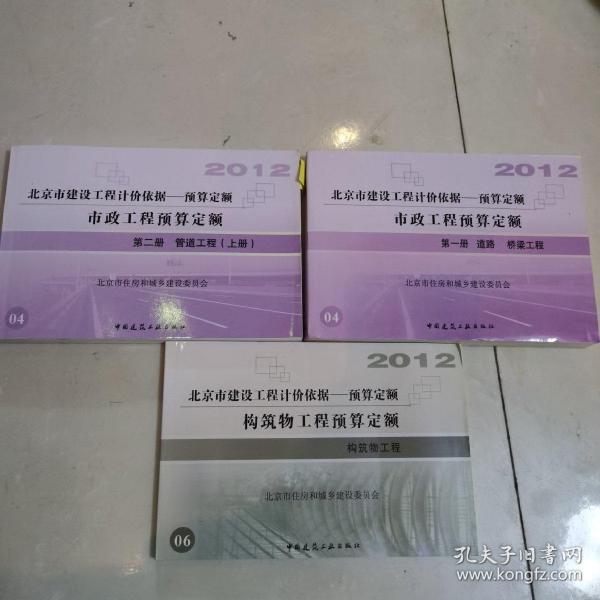 2012
北京市建设工程计价依据——预算定额
市政工程预算定额
第二册 管道工程（上册）
北京市住房和城乡建设委员会
04
中国建筑工业出版社
2012
北京市建设工程计价依据——预算定额
市政工程预算定额
第一册 道路 桥梁工程
北京市住房和城乡建设委员会
04
中国建筑工业出版社
2012
北京市建设工程计价依据——预算定额
构筑物工程预算定额
构筑物工程
北京市住房和城乡建设委员会
06
中国建筑工业出版社
孔夫子旧书网
www.kongfz.com